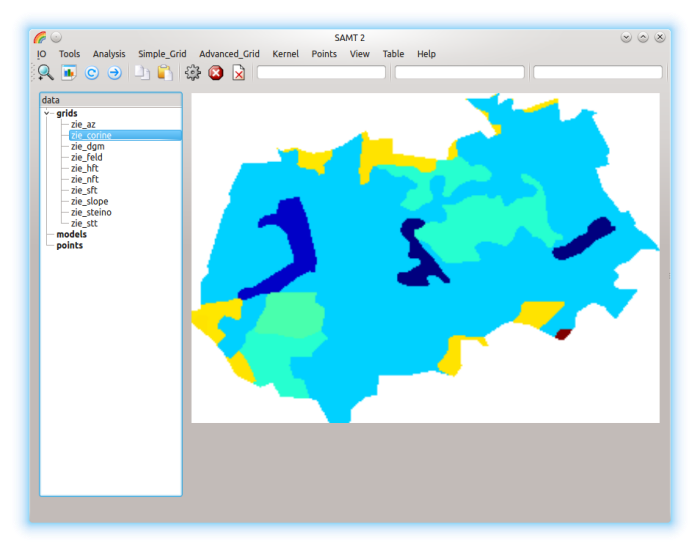 SAMT 2
IO Tools Analysis Simple_Grid Advanced_Grid Kernel Points View Table Help
data
grids
zie_az
zie_corine
zie_dgm
zie_feld
zie_hft
zie_nft
zie_sft
zie_slope
zie_steino
zie_stt
models
points